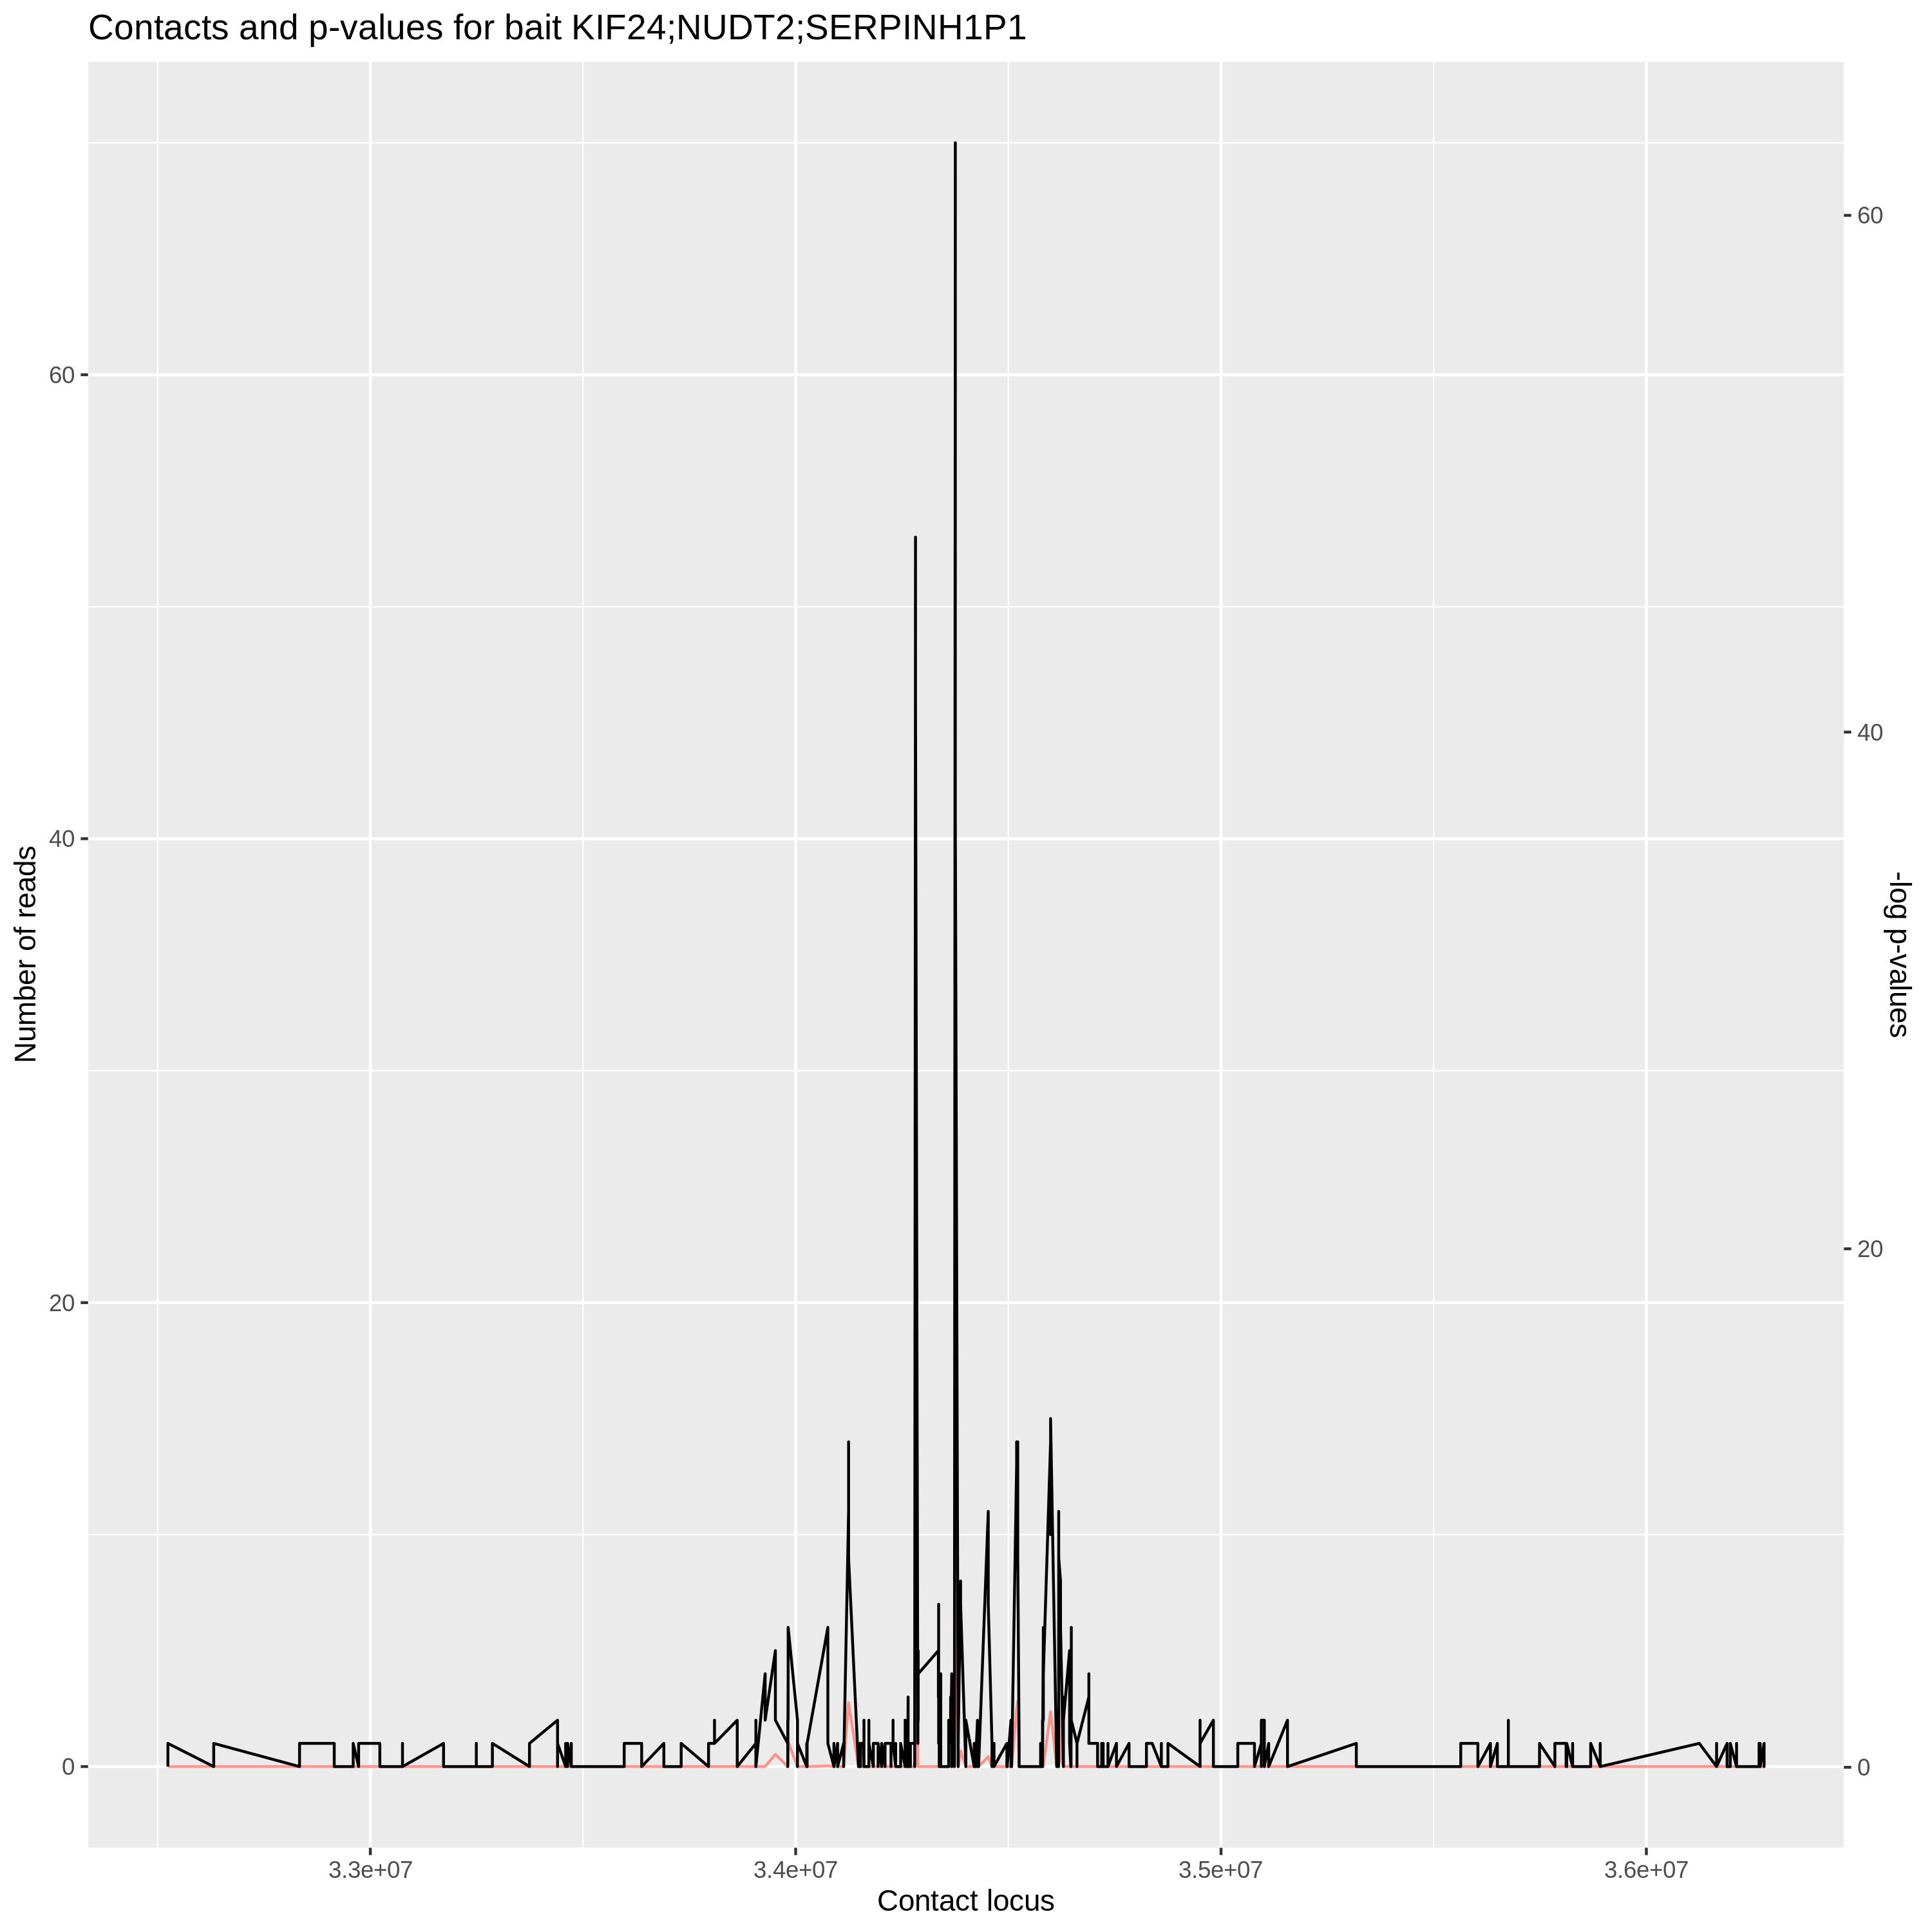 Contacts and p-values for bait KIF24;NUDT2;SERPINH1P1
Number of reads
60
40
20
0
60
40
20
0
-log p-values
3.3e+07 3.4e+07 3.5e+07 3.6e+07
Contact locus